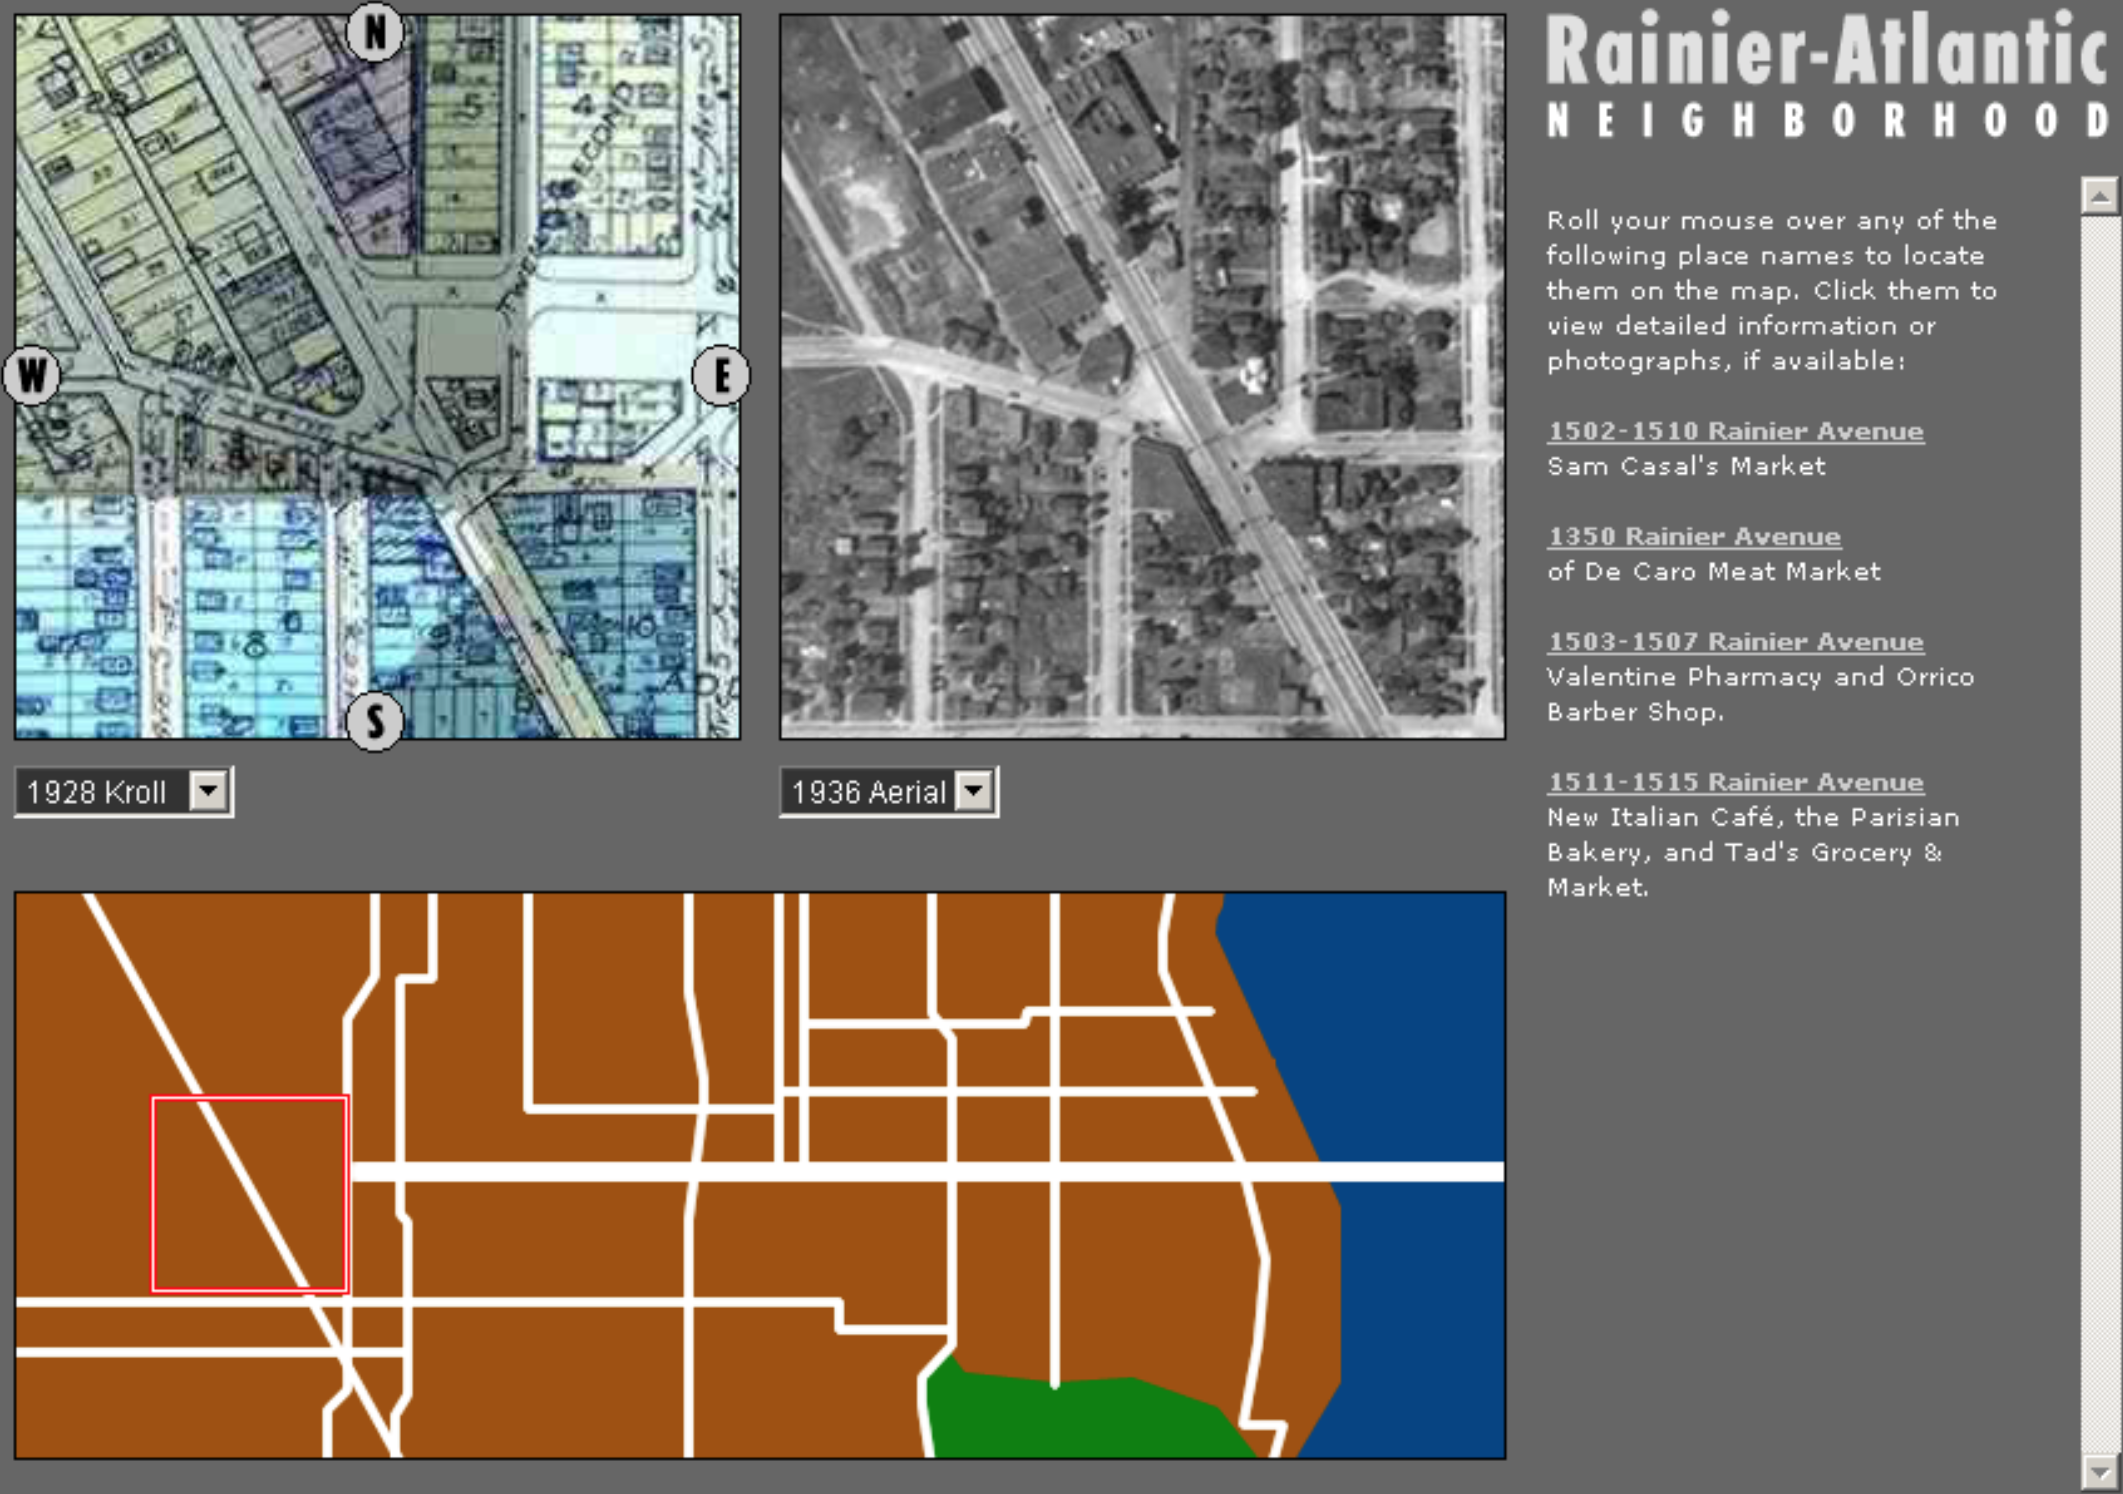 N
W
E
S
SECOND
1928 Kroll
1936 Aerial
Rainier-Atlantic
NEIGHBORHOOD
Roll your mouse over any of the
following place names to locate
them on the map. Click them to
view detailed information or
photographs, if available:
1502-1510 Rainier Avenue
Sam Casal's Market
1350 Rainier Avenue
of De Caro Meat Market
1503-1507 Rainier Avenue
Valentine Pharmacy and Orrico
Barber Shop.
1511-1515 Rainier Avenue
New Italian Café, the Parisian
Bakery, and Tad's Grocery &
Market.